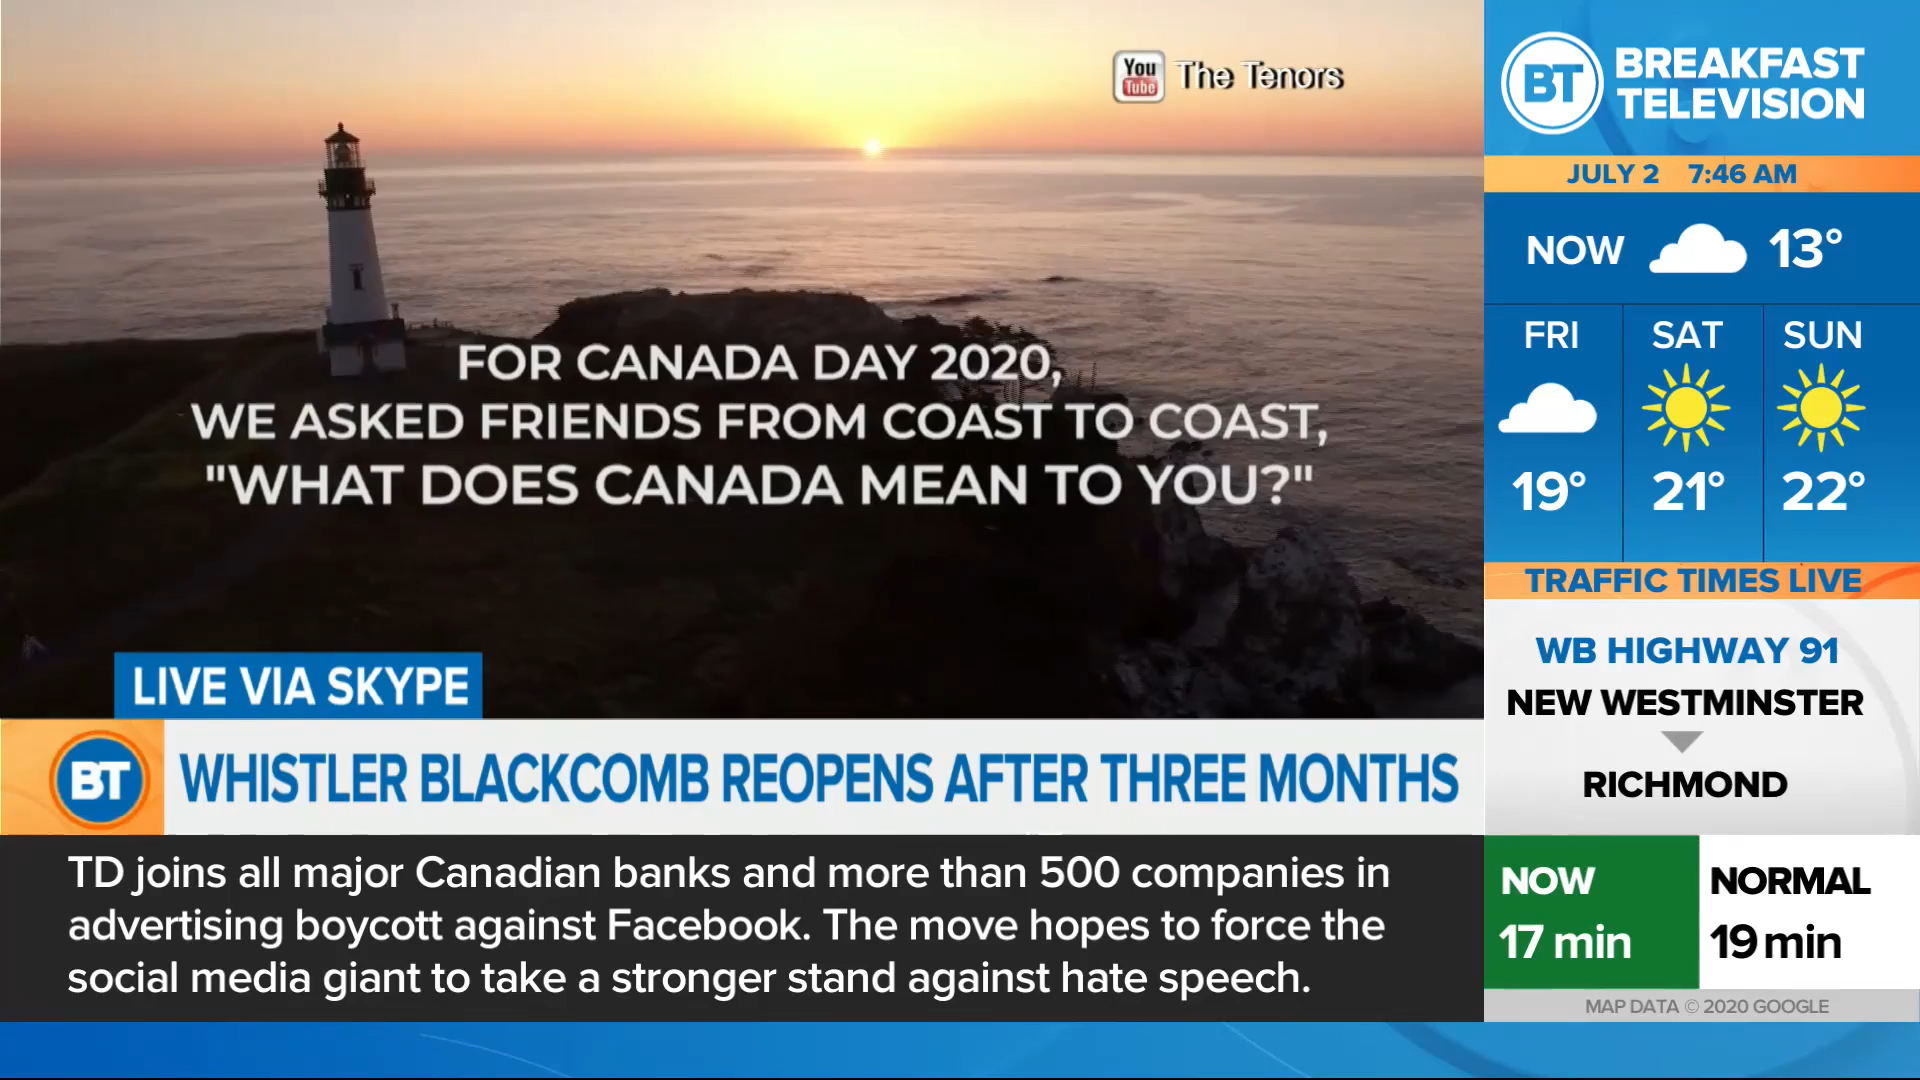 You
Tube
The Tenors
FOR CANADA DAY 2020,
WE ASKED FRIENDS FROM COAST TO COAST,
"WHAT DOES CANADA MEAN TO YOU?"
LIVE VIA SKYPE
BT
WHISTLER BLACKCOMB REOPENS AFTER THREE MONTHS
TD joins all major Canadian banks and more than 500 companies in
advertising boycott against Facebook. The move hopes to force the
social media giant to take a stronger stand against hate speech.
BT
BREAKFAST
TELEVISION
JULY 2 7:46 AM
NOW 13°
FRI SAT SUN
19° 21° 22°
TRAFFIC TIMES LIVE
WB HIGHWAY 91
NEW WESTMINSTER
RICHMOND
NOW NORMAL
17 min 19 min
MAP DATA © 2020 GOOGLE